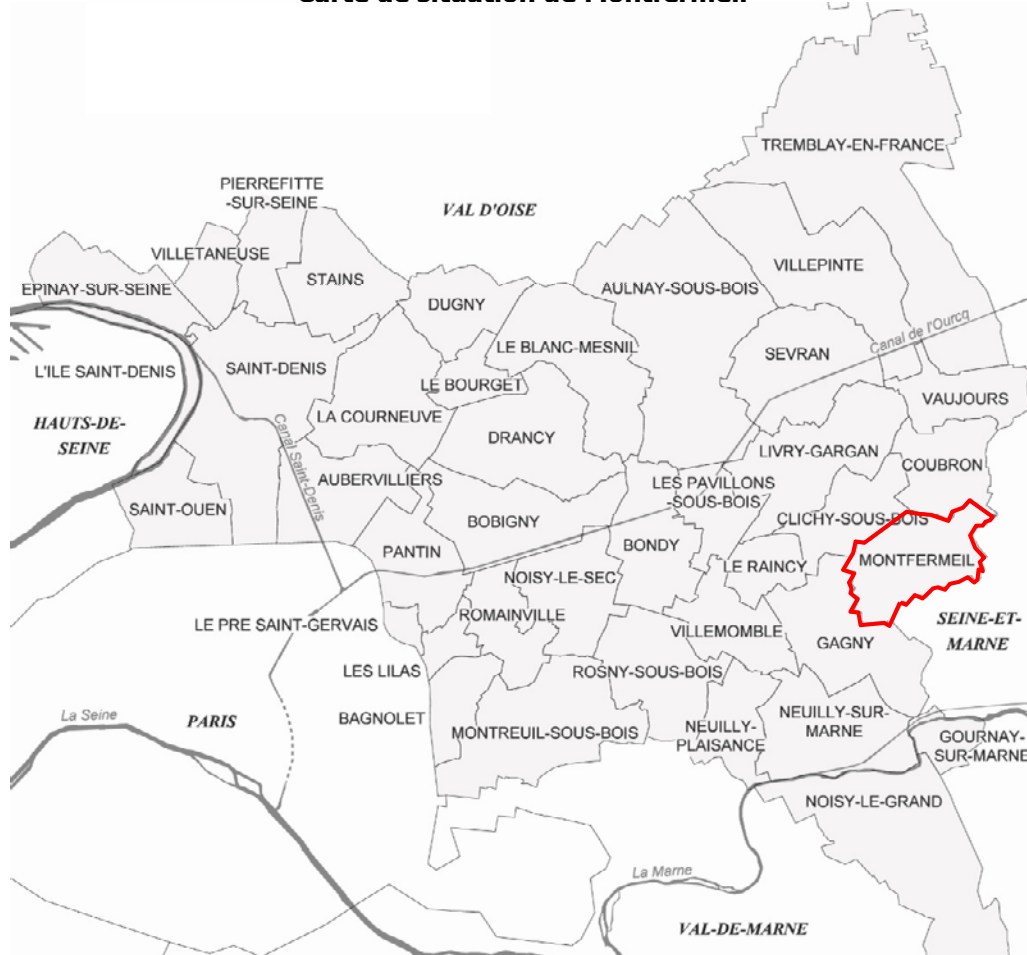 Carte de situation de Montfermeil
TREMBLAY-EN-FRANCE
PIERREFITTE
-SUR-SEINE
VAL D'OISE
VILLETANEUSE
STAINS
VILLEPINTE
EPINAY-SUR-SEINE
DUGNY
AULNAY-SOUS-BOIS
Canal de l'Ourcq
LE BLANC-MESNIL
SEVRAN
L'ILE SAINT-DENIS
SAINT-DENIS
LE BOURGET
VAUJOURS
HAUTS-DE-
SEINE
LA COURNEUVE
DRANCY
Canal Saint-Denis
LIVRY-GARGAN
COUBRON
AUBERVILLIERS
LES PAVILLONS
-SOUS-BOIS
SAINT-OUEN
BOBIGNY
CLICHY-SOUS-BOIS
PANTIN
BONDY
LE RAINCY
MONTFERMEIL
NOISY-LE-SEC
ROMAINVILLE
LE PRE SAINT-GERVAIS
VILLEMOMBLE
GAGNY
SEINE-ET-
MARNE
LES LILAS
ROSNY-SOUS-BOIS
La Seine
PARIS
BAGNOLET
MONTREUIL-SOUS-BOIS
NEUILLY-
PLAISANCE
NEUILLY-SUR-
MARNE
GOURNAY-
SUR-MARNE
NOISY-LE-GRAND
La Marne
VAL-DE-MARNE